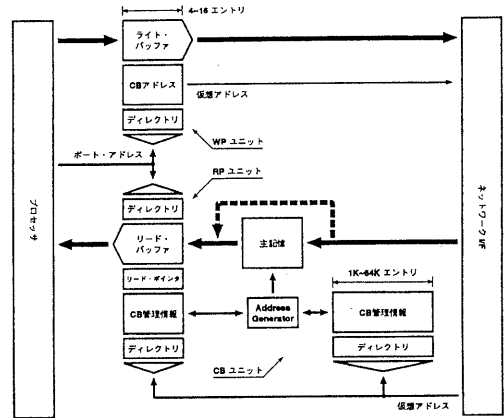 4~16 エントリ
ライト・
バッファ
CBアドレス
仮想アドレス
ディレクトリ
WP ユニット
ポート・アドレス
RP ユニット
プロセッサ
ネットワークI/F
ディレクトリ
リード・
バッファ
主記憶
リード・ポインタ
1K~64K エントリ
CB管理情報
Address
Generator
CB管理情報
ディレクトリ
ディレクトリ
CB ユニット
仮想アドレス